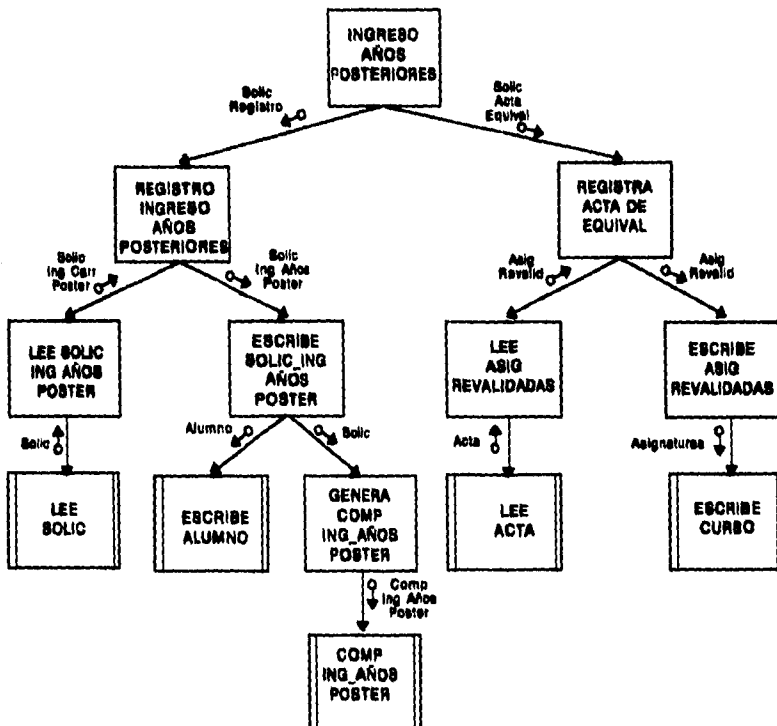 INGRESO
AÑOS
POSTERIORES
Solic
Registro
Solic
Acta
Equival
REGISTRO
INGRESO
AÑOS
POSTERIORES
REGISTRA
ACTA DE
EQUIVAL
Solic
Ing Carr
Poster
Solic
Ing Años
Poster
Asig
Revalid
Asig
Revalid
LEE SOLIC
ING AÑOS
POSTER
ESCRIBE
SOLIC_ING
AÑOS
POSTER
LEE
ASIG
REVALIDADAS
ESCRIBE
ASIG
REVALIDADAS
Solic
Alumno
Solic
Acta
Asignaturas
LEE
SOLIC
ESCRIBE
ALUMNO
GENERA
COMP
ING_AÑOS
POSTER
LEE
ACTA
ESCRIBE
CURSO
Comp
Ing Años
Poster
COMP
ING_AÑOS
POSTER